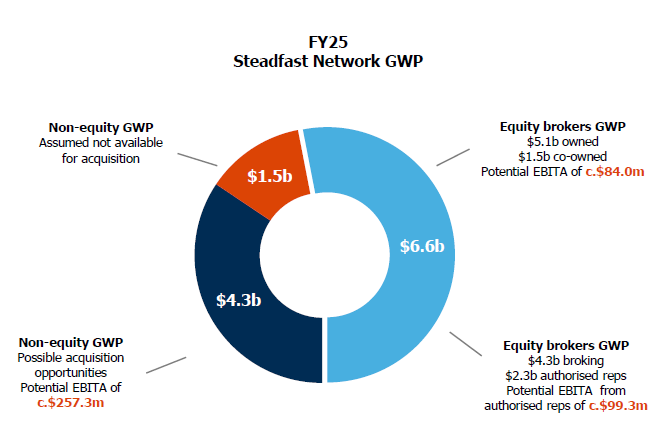 FY25
Steadfast Network GWP
Non-equity GWP
Assumed not available
for acquisition
$1.5b
Equity brokers GWP
$5.1b owned
$1.5b co-owned
Potential EBITA of c.$84.0m
$6.6b
$4.3b
Non-equity GWP
Possible acquisition
opportunities
Potential EBITA of
c.$257.3m
Equity brokers GWP
$4.3b broking
$2.3b authorised reps
Potential EBITA from
authorised reps of c.$99.3m